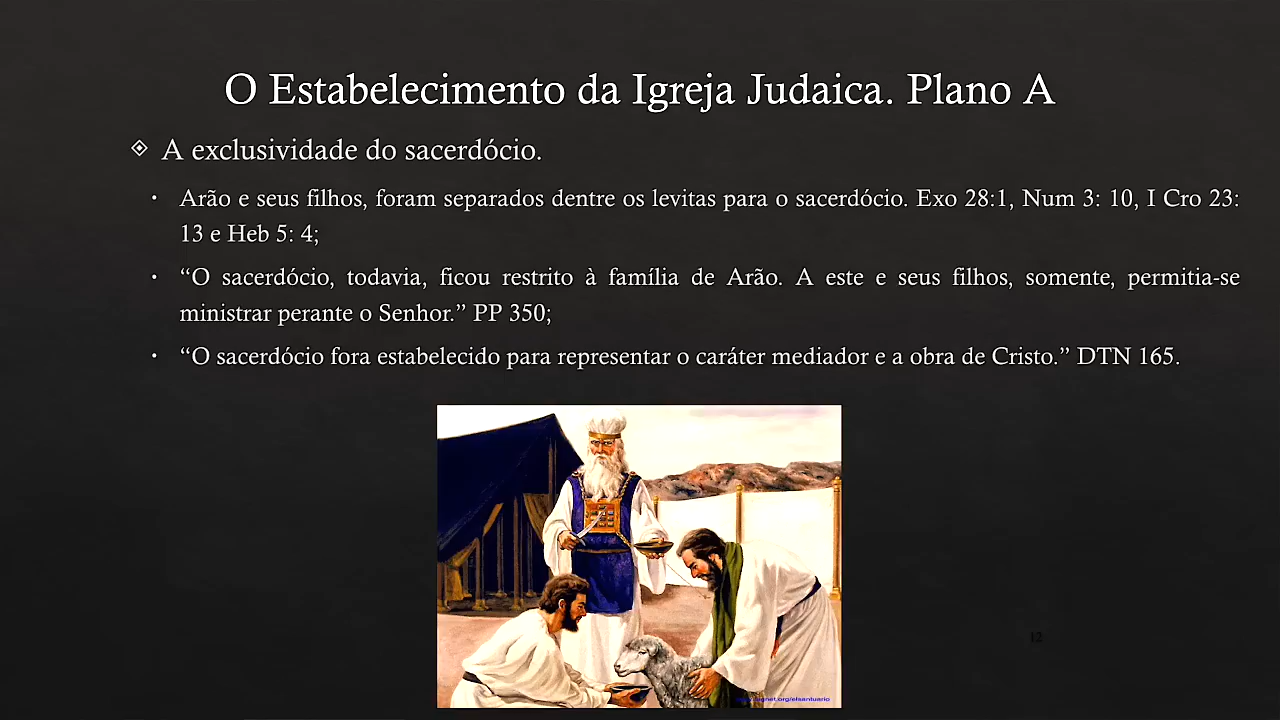 O Estabelecimento da Igreja Judaica. Plano A
A exclusividade do sacerdócio.
Arão e seus filhos, foram separados dentre os levitas para o sacerdócio. Exo 28:1, Num 3: 10, I Cro 23:
13 e Heb 5: 4;
“O sacerdócio, todavia, ficou restrito à família de Arão. A este e seus filhos, somente, permitia-se
ministrar perante o Senhor.” PP 350;
“O sacerdócio fora estabelecido para representar o caráter mediador e a obra de Cristo.” DTN 165.
12